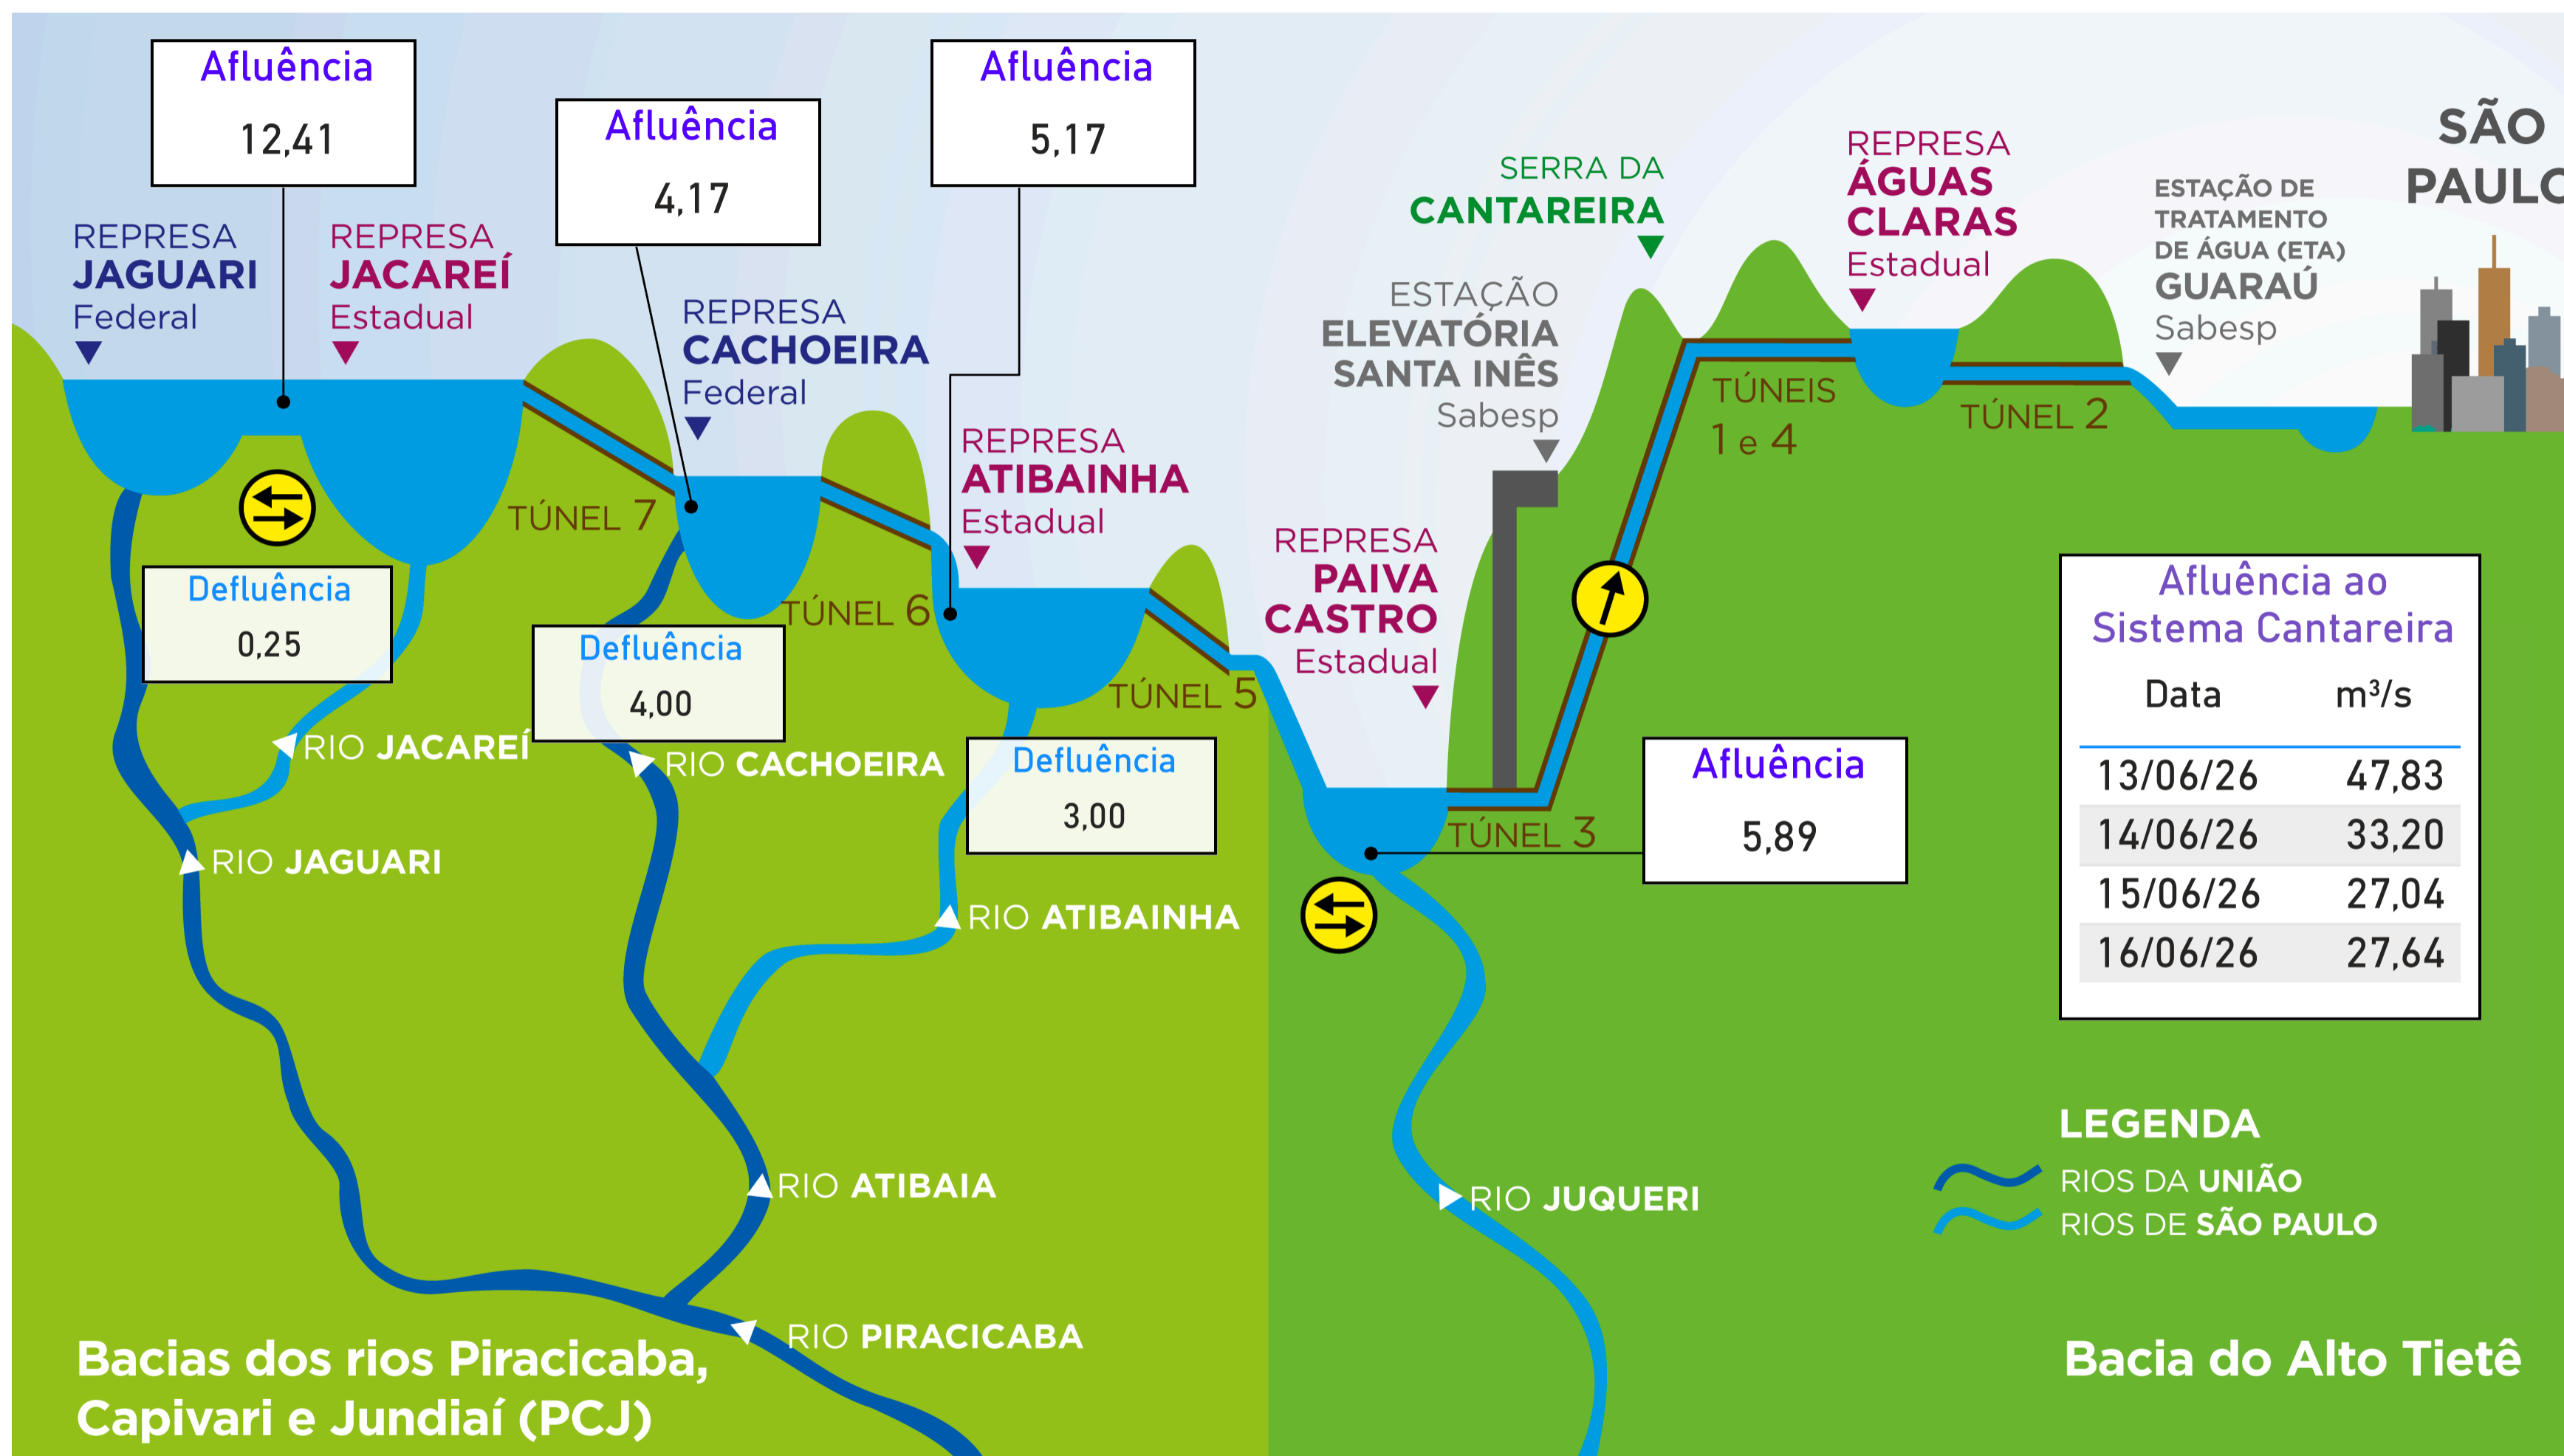 Afluência
12,41
Afluência
4,17
Afluência
5,17
REPRESA
JAGUARI
Federal
REPRESA
JACAREÍ
Estadual
REPRESA
CACHOEIRA
Federal
REPRESA
ATIBAINHA
Estadual
SERRA DA
CANTAREIRA
ESTAÇÃO
ELEVATÓRIA
SANTA INÊS
Sabesp
REPRESA
ÁGUAS
CLARAS
Estadual
ESTAÇÃO DE
TRATAMENTO
DE ÁGUA (ETA)
GUARAÚ
Sabesp
SÃO
PAULO
TÚNEIS
1 e 4
TÚNEL 2
TÚNEL 7
TÚNEL 6
TÚNEL 5
REPRESA
PAIVA
CASTRO
Estadual
TÚNEL 3
Defluência
0,25
Defluência
4,00
Defluência
3,00
Afluência
5,89
Afluência ao
Sistema Cantareira
Data m³/s
13/06/26 47,83
14/06/26 33,20
15/06/26 27,04
16/06/26 27,64
RIO JACAREÍ
RIO CACHOEIRA
RIO JAGUARI
RIO ATIBAINHA
RIO ATIBAIA
RIO JUQUERI
RIO PIRACICABA
LEGENDA
RIOS DA UNIÃO
RIOS DE SÃO PAULO
Bacias dos rios Piracicaba,
Capivari e Jundiaí (PCJ)
Bacia do Alto Tietê